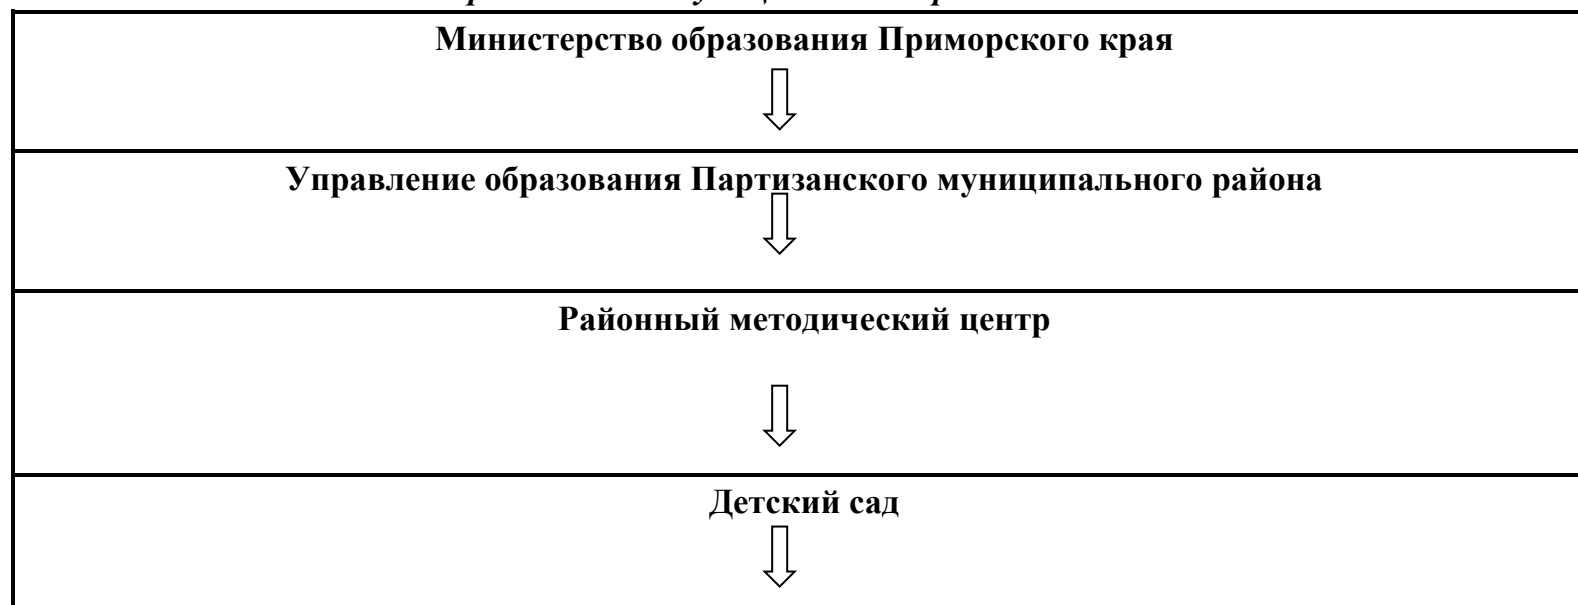 Министерство образования Приморского края
Управление образования Партизанского муниципального района
Районный методический центр
Детский сад